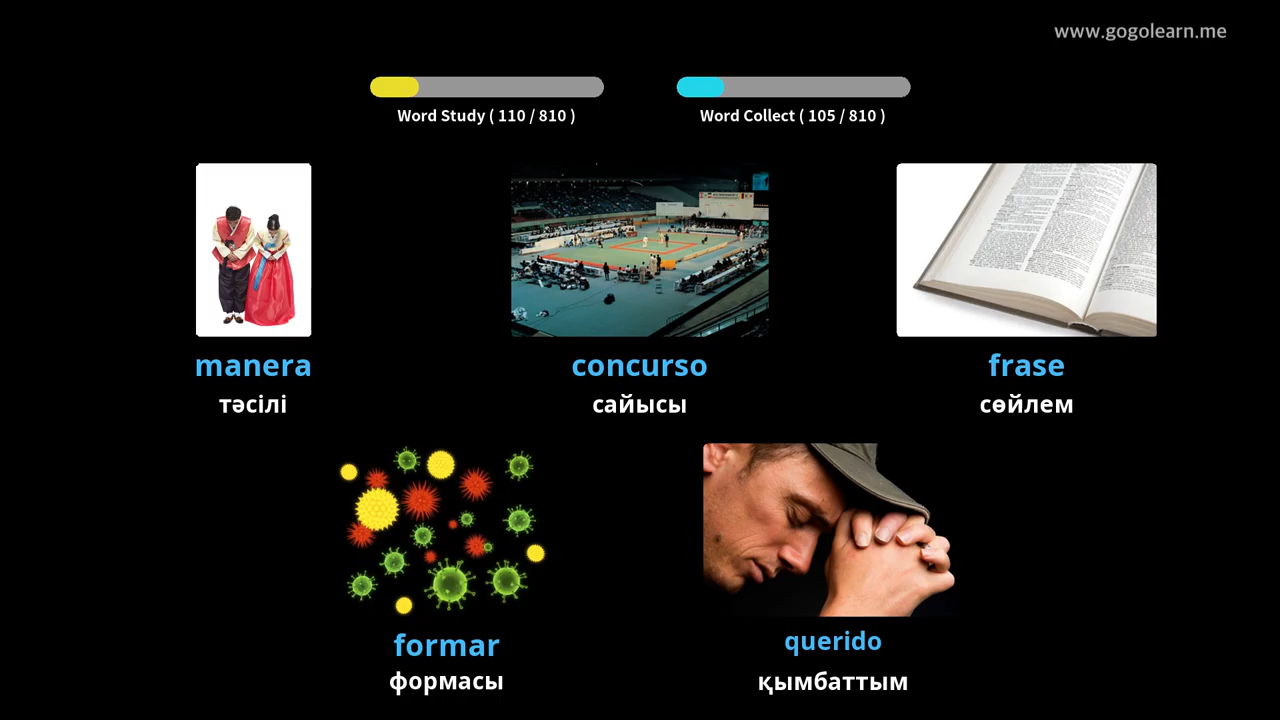 www.gogolearn.me
Word Study ( 110 / 810 )
Word Collect ( 105 / 810 )
manera
concurso
frase
тәсілі
сайысы
сөйлем
formar
querido
формасы
қымбаттым